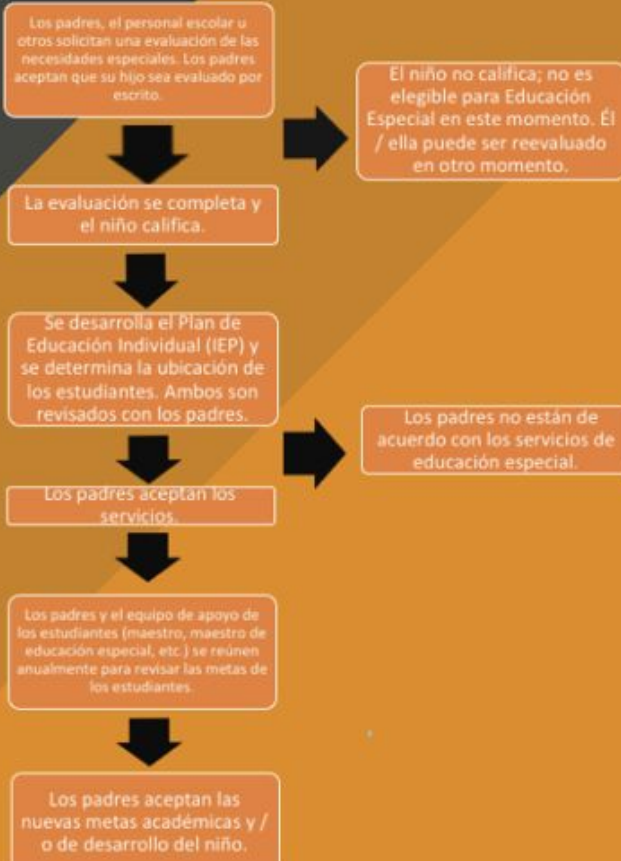 Los padres, el personal escolar u
otros solicitan una evaluación de las
necesidades especiales. Los padres
aceptan que su hijo sea evaluado por
escrito.
El niño no califica; no es
elegible para Educación
Especial en este momento. Él
/ ella puede ser reevaluado
en otro momento.
La evaluación se completa y
el niño califica.
Se desarrolla el Plan de
Educación Individual (IEP) y
se determina la ubicación de
los estudiantes. Ambos son
revisados con los padres.
Los padres no están de
acuerdo con los servicios de
educación especial.
Los padres aceptan los
servicios.
Los padres y el equipo de apoyo de
los estudiantes (maestro, maestro de
educación especial, etc.) se reúnen
anualmente para revisar las metas de
los estudiantes.
Los padres aceptan las
nuevas metas académicas y /
o de desarrollo del niño.